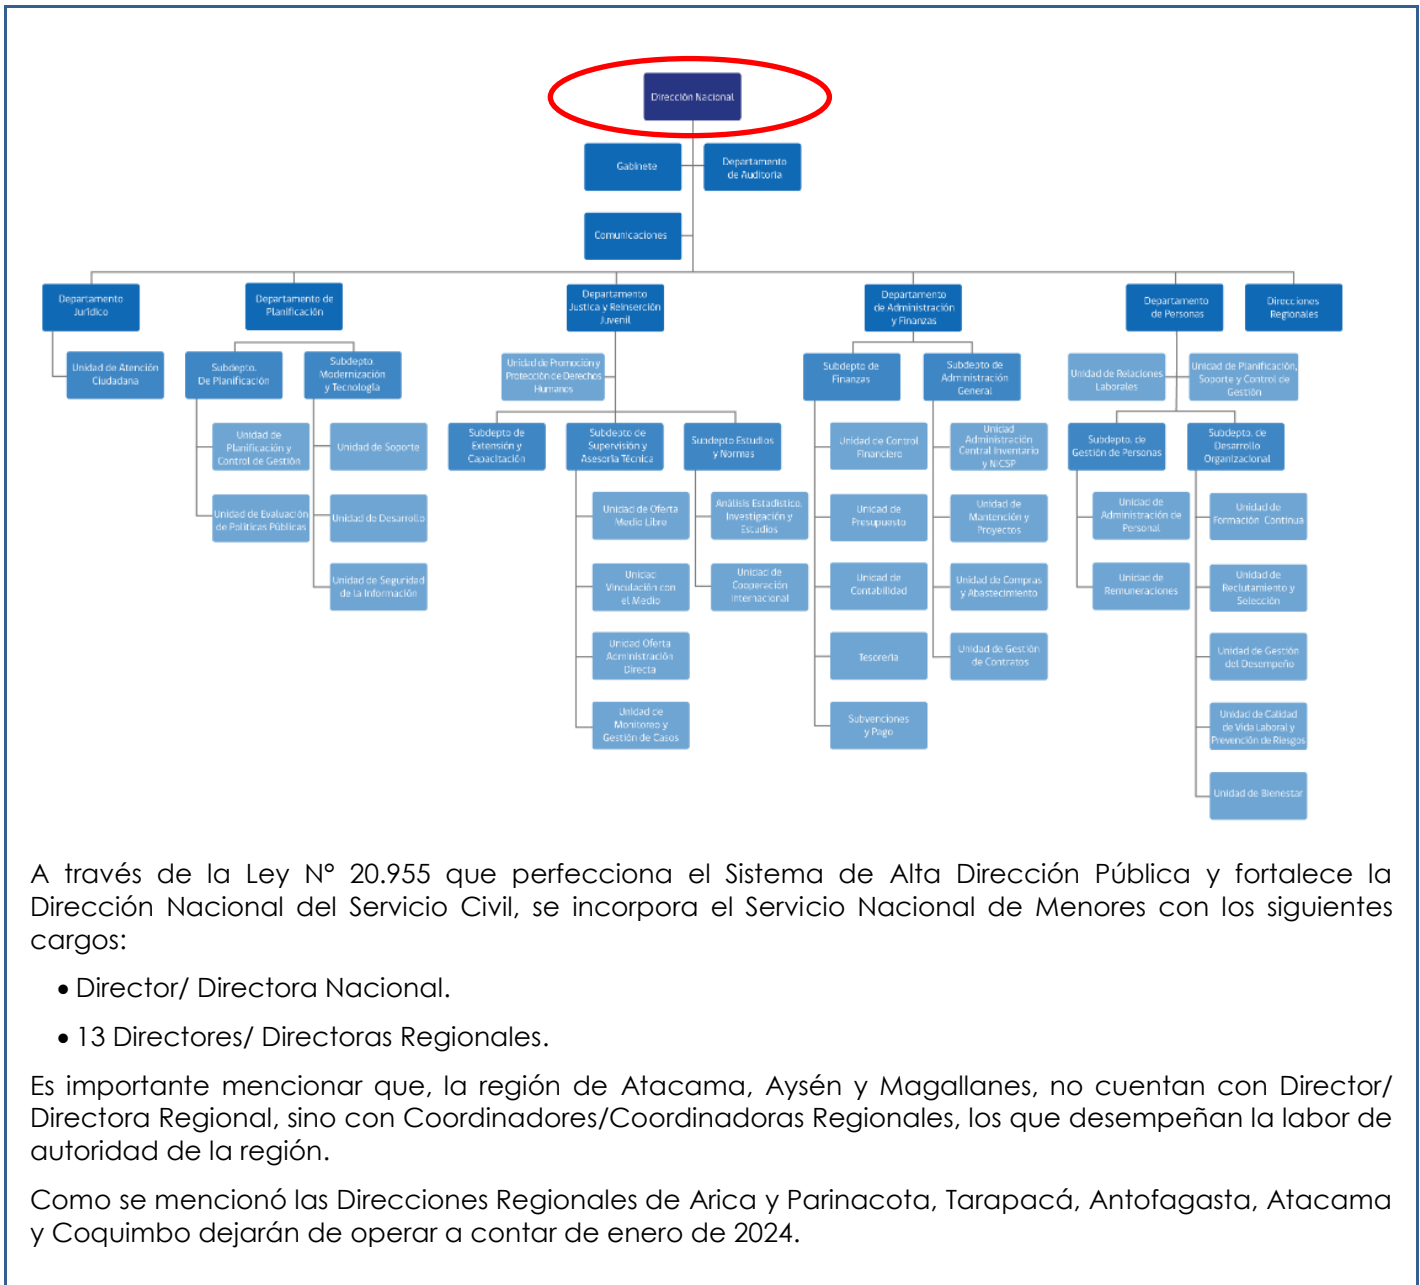 Dirección Nacional
Gabinete
Departamento
de Auditoría
Comunicaciones
Departamento
Jurídico
Departamento de
Planificación
Departamento
Justica y Reinserción
Juvenil
Departamento
de Administración
y Finanzas
Departamento
de Personas
Direcciones
Regionales
Unidad de Atención
Ciudadana
Subdepto.
De Planificación
Subdepto.
Modernización
y Tecnología
Unidad de Promoción y
Protección de Derechos
Humanos
Subdepto de
Finanzas
Subdepto de
Administración
General
Unidad de Relaciones
Laborales
Unidad de Planificación,
Soporte y Control de
Gestión
Unidad de
Planificación y
Control de Gestión
Unidad de Soporte
Subdepto de
Extensión y
Capacitación
Subdepto de
Supervisión y
Asesoría Técnica
Subdepto Estudios
y Normas
Unidad de Control
Financiero
Unidad
Administración
Central Inventario
y NICSP
Subdepto. de
Gestión de Personas
Subdepto. de
Desarrollo
Organizacional
Unidad de Evaluación
de Políticas Públicas
Unidad de Desarrollo
Unidad de Oferta
Medio Libre
Análisis Estadístico,
Investigación y
Estudios
Unidad de
Presupuesto
Unidad de
Mantención y
Proyectos
Unidad de
Administración de
Personal
Unidad de
Formación Continua
Unidad de Seguridad
de la Información
Unidad
Vinculación con
el Medio
Unidad de
Cooperación
Internacional
Unidad de
Contabilidad
Unidad de Compras
y Abastecimiento
Unidad de
Remuneraciones
Unidad de
Reclutamiento y
Selección
Unidad Oferta
Administración
Directa
Tesorería
Unidad de Gestión
de Contratos
Unidad de Gestión
del Desempeño
Unidad de
Monitoreo y
Gestión de Casos
Subvenciones
y Pago
Unidad de Calidad
de Vida Laboral y
Prevención de Riesgos
Unidad de Bienestar
A través de la Ley N° 20.955 que perfecciona el Sistema de Alta Dirección Pública y fortalece la
Dirección Nacional del Servicio Civil, se incorpora el Servicio Nacional de Menores con los siguientes
cargos:
• Director/ Directora Nacional.
• 13 Directores/ Directoras Regionales.
Es importante mencionar que, la región de Atacama, Aysén y Magallanes, no cuentan con Director/
Directora Regional, sino con Coordinadores/Coordinadoras Regionales, los que desempeñan la labor de
autoridad de la región.
Como se mencionó las Direcciones Regionales de Arica y Parinacota, Tarapacá, Antofagasta, Atacama
y Coquimbo dejarán de operar a contar de enero de 2024.